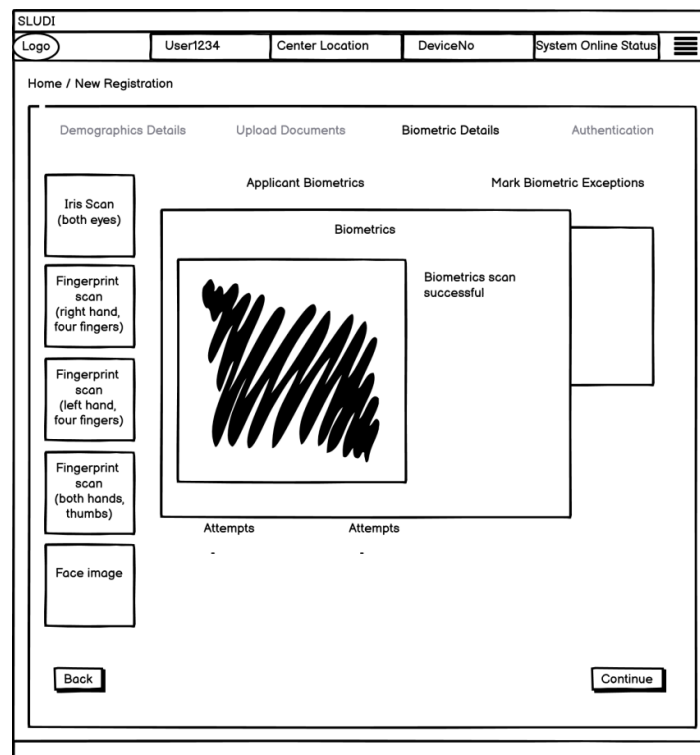 SLUDI
Logo
User1234
Center Location
DeviceNo
System Online Status
Home / New Registration
Demographics Details
Upload Documents
Biometric Details
Authentication
Applicant Biometrics
Mark Biometric Exceptions
Iris Scan
(both eyes)
Fingerprint
scan
(right hand,
four fingers)
Fingerprint
scan
(left hand,
four fingers)
Fingerprint
scan
(both hands,
thumbs)
Face image
Biometrics
Biometrics scan
successful
Attempts
-
Attempts
-
Back
Continue